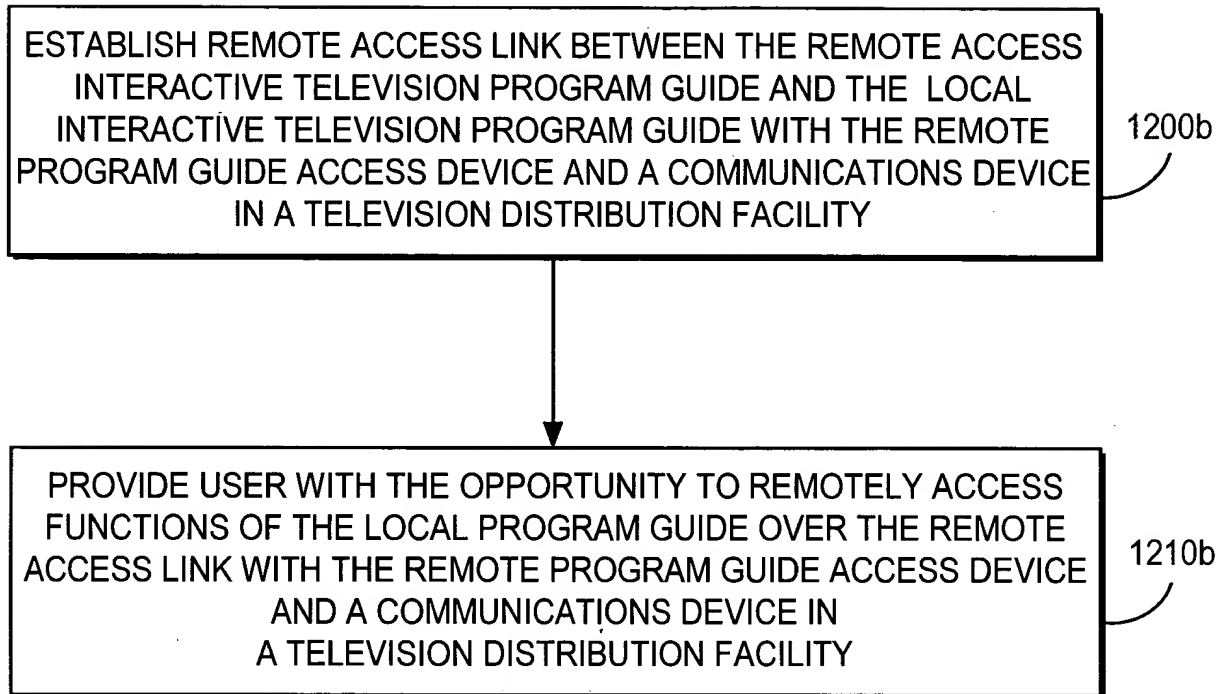 ESTABLISH REMOTE ACCESS LINK BETWEEN THE REMOTE ACCESS
INTERACTIVE TELEVISION PROGRAM GUIDE AND THE LOCAL
INTERACTIVE TELEVISION PROGRAM GUIDE WITH THE REMOTE
PROGRAM GUIDE ACCESS DEVICE AND A COMMUNICATIONS DEVICE
IN A TELEVISION DISTRIBUTION FACILITY
1200b
PROVIDE USER WITH THE OPPORTUNITY TO REMOTELY ACCESS
FUNCTIONS OF THE LOCAL PROGRAM GUIDE OVER THE REMOTE
ACCESS LINK WITH THE REMOTE PROGRAM GUIDE ACCESS DEVICE
AND A COMMUNICATIONS DEVICE IN
A TELEVISION DISTRIBUTION FACILITY
1210b